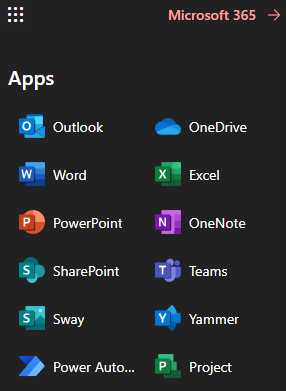 Microsoft 365 →
Apps
Outlook OneDrive
Word Excel
PowerPoint OneNote
SharePoint Teams
Sway Yammer
Power Auto... Project